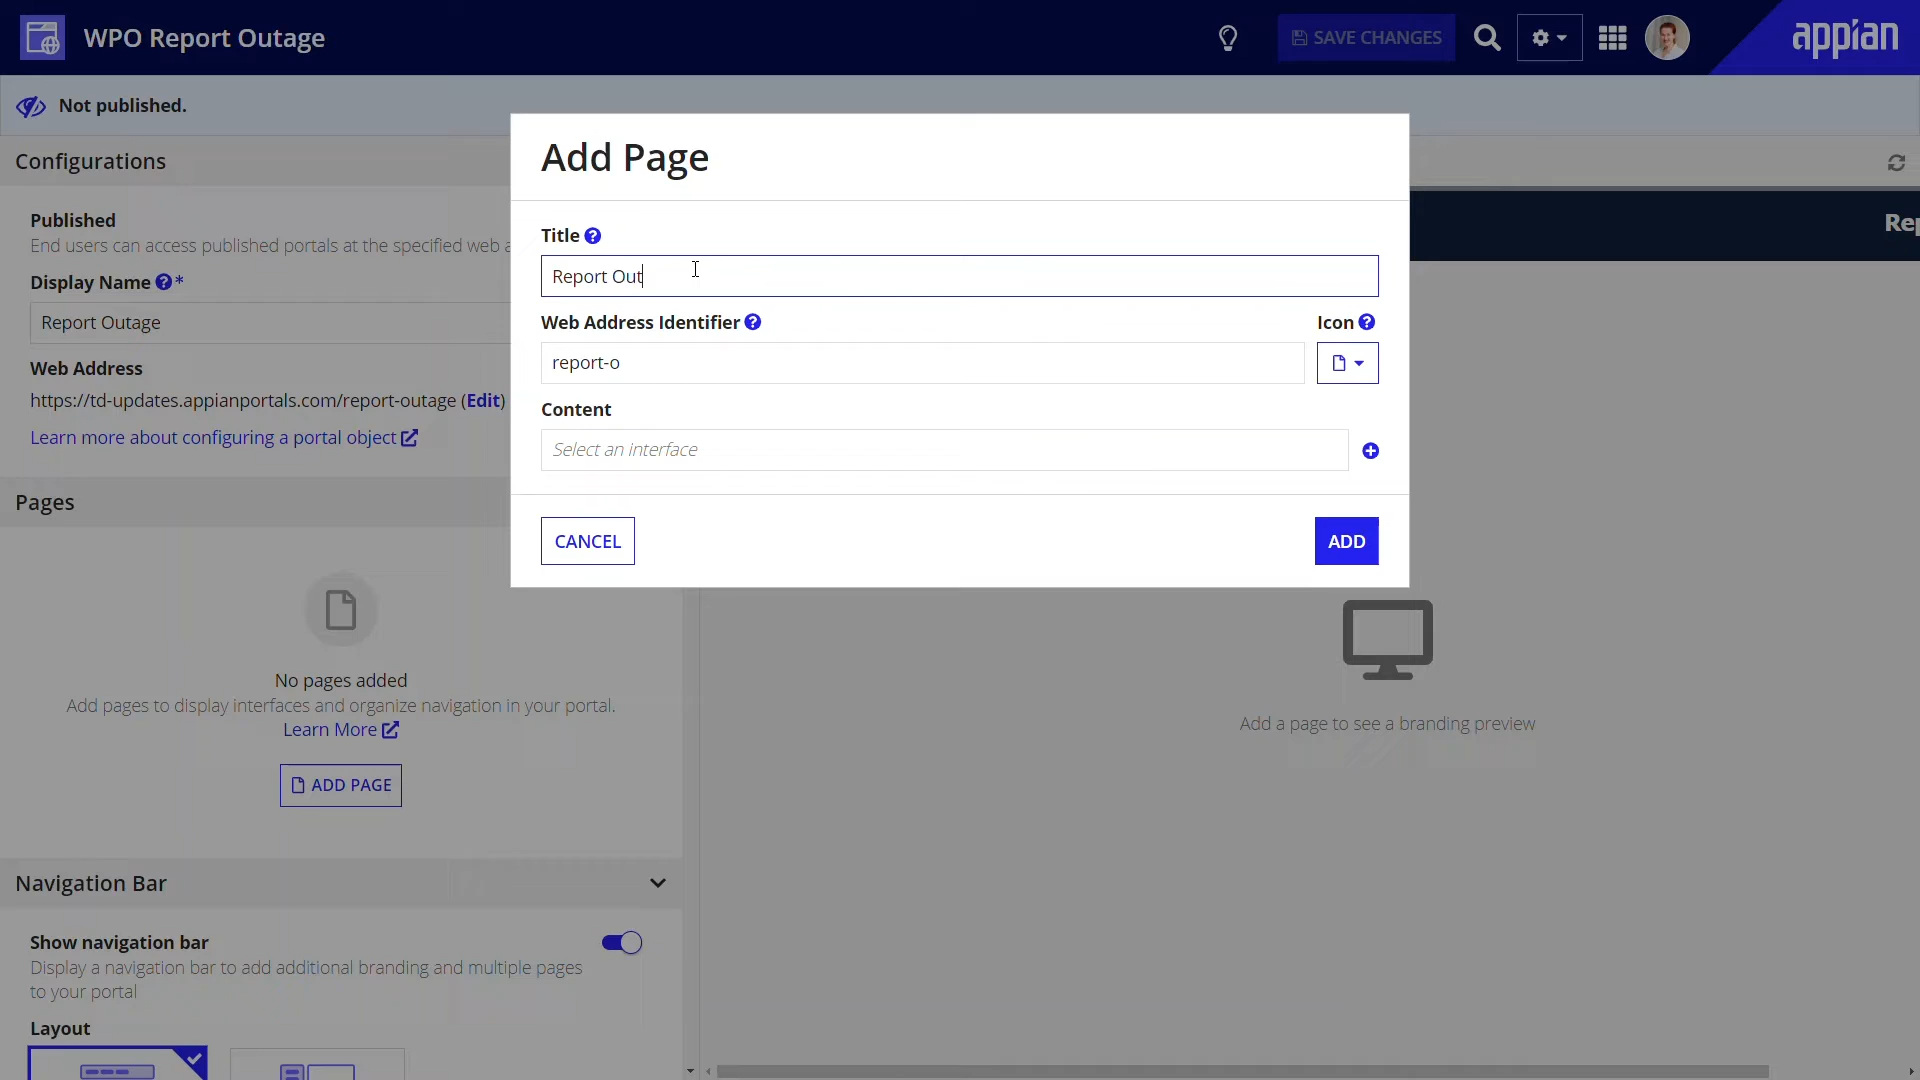 WPO Report Outage
SAVE CHANGES
appian
Not published.
Configurations
Published
End users can access published portals at the specified web a
Display Name *
Report Outage
Web Address
https://td-updates.appianportals.com/report-outage (Edit)
Learn more about configuring a portal object
Pages
No pages added
Add pages to display interfaces and organize navigation in your portal.
Learn More
ADD PAGE
Navigation Bar
Show navigation bar
Display a navigation bar to add additional branding and multiple pages
to your portal
Layout
Add Page
Title
Report Out
Web Address Identifier
Icon
report-o
Content
Select an interface
CANCEL
ADD
Rep
Add a page to see a branding preview